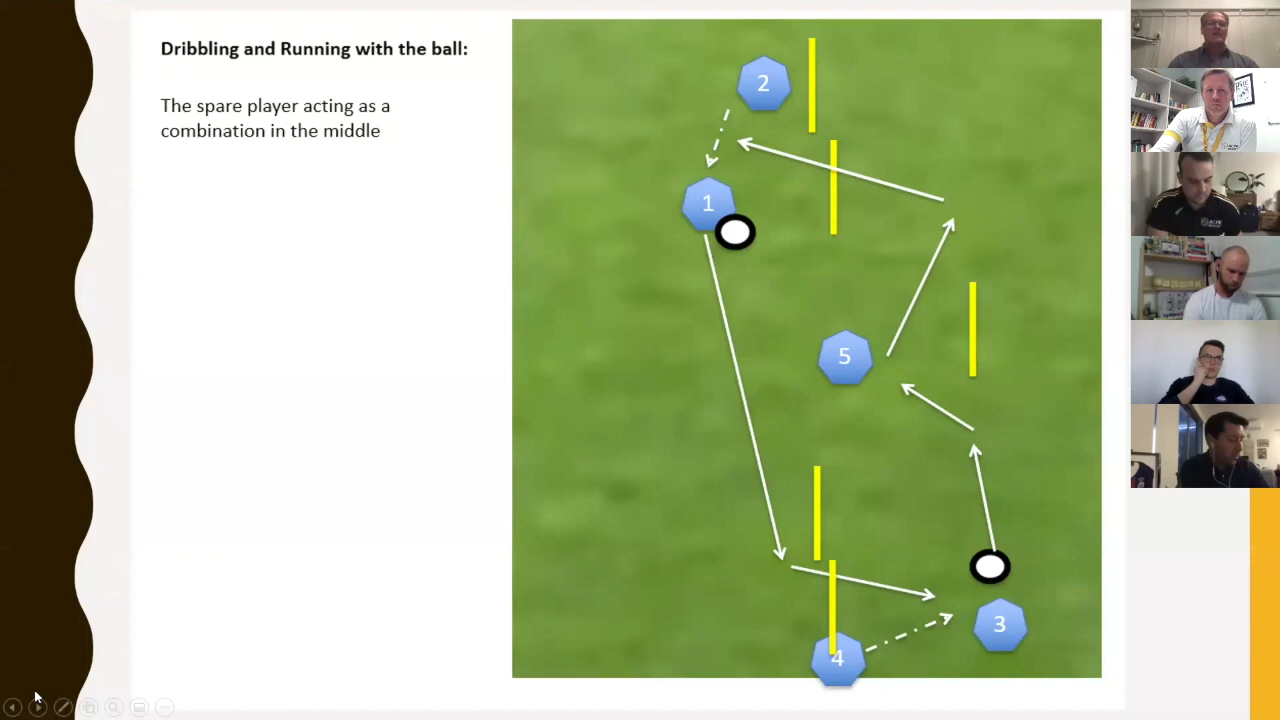 Dribbling and Running with the ball:
The spare player acting as a
combination in the middle
2
1
5
3
4